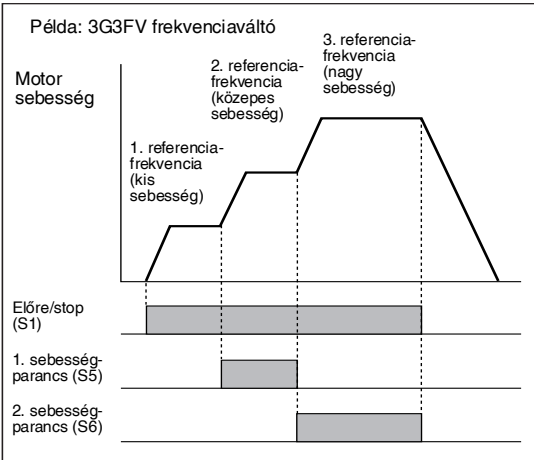 Példa: 3G3FV frekvenciaváltó
Motor
sebesség
1. referencia-
frekvencia
(kis
sebesség)
2. referencia-
frekvencia
(közepes
sebesség)
3. referencia-
frekvencia
(nagy
sebesség)
Előre/stop
(S1)
1. sebesség-
parancs (S5)
2. sebesség-
parancs (S6)